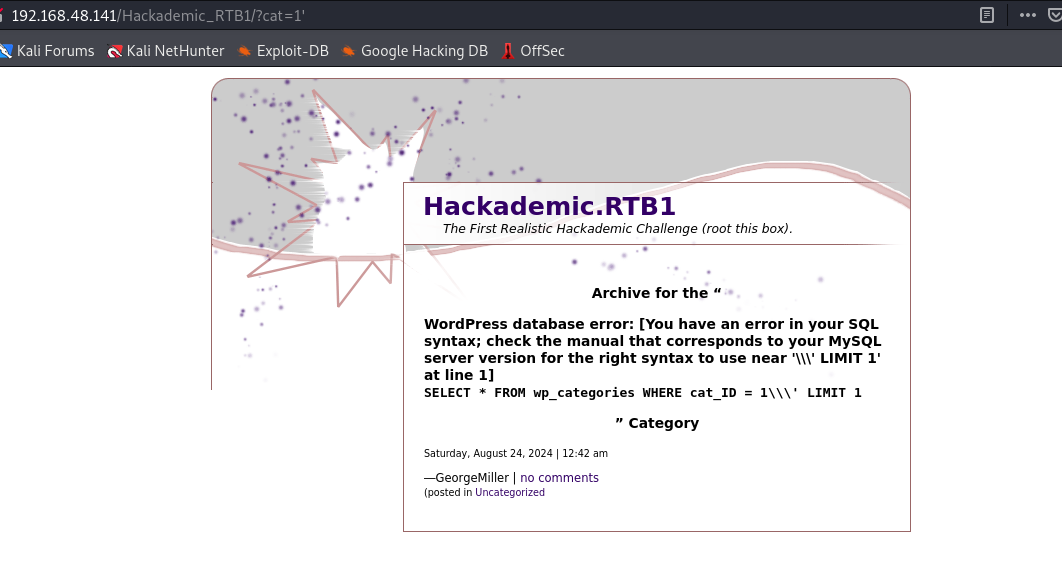 192.168.48.141/Hackademic_RTB1/?cat=1'
Kali Forums Kali NetHunter Exploit-DB Google Hacking DB OffSec
Hackademic.RTB1
The First Realistic Hackademic Challenge (root this box).
Archive for the “
WordPress database error: [You have an error in your SQL
syntax; check the manual that corresponds to your MySQL
server version for the right syntax to use near '\\\' LIMIT 1'
at line 1]
SELECT * FROM wp_categories WHERE cat_ID = 1\\\' LIMIT 1
” Category
Saturday, August 24, 2024 | 12:42 am
—GeorgeMiller | no comments
(posted in Uncategorized